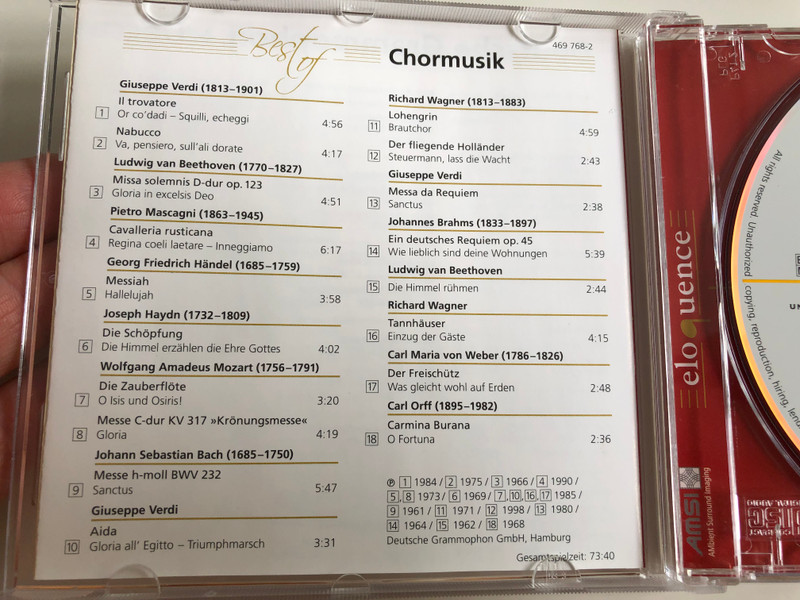 Best of
Chormusik
469 768-2
Giuseppe Verdi (1813–1901)
Il trovatore
1 Or co'dadi – Squilli, echeggi 4:56
Nabucco
2 Va, pensiero, sull'ali dorate 4:17
Ludwig van Beethoven (1770–1827)
Missa solemnis D-dur op. 123
3 Gloria in excelsis Deo 4:51
Pietro Mascagni (1863–1945)
Cavalleria rusticana
4 Regina coeli laetare – Inneggiamo 6:17
Georg Friedrich Händel (1685–1759)
Messiah
5 Hallelujah 3:58
Joseph Haydn (1732–1809)
Die Schöpfung
6 Die Himmel erzählen die Ehre Gottes 4:02
Wolfgang Amadeus Mozart (1756–1791)
Die Zauberflöte
7 O Isis und Osiris! 3:20
Messe C-dur KV 317 »Krönungsmesse«
8 Gloria 4:19
Johann Sebastian Bach (1685–1750)
Messe h-moll BWV 232
9 Sanctus 5:47
Giuseppe Verdi
Aida
10 Gloria all' Egitto – Triumphmarsch 3:31
Richard Wagner (1813–1883)
Lohengrin
11 Brautchor 4:59
Der fliegende Holländer
12 Steuermann, lass die Wacht 2:43
Giuseppe Verdi
Messa da Requiem
13 Sanctus 2:38
Johannes Brahms (1833–1897)
Ein deutsches Requiem op. 45
14 Wie lieblich sind deine Wohnungen 5:39
Ludwig van Beethoven
15 Die Himmel rühmen 2:44
Richard Wagner
Tannhäuser
16 Einzug der Gäste 4:15
Carl Maria von Weber (1786–1826)
Der Freischütz
17 Was gleicht wohl auf Erden 2:48
Carl Orff (1895–1982)
Carmina Burana
18 O Fortuna 2:36
℗ 1 1984 / 2 1975 / 3 1966 / 4 1990 /
5, 8 1973 / 6 1969 / 7, 10, 16, 17 1985 /
9 1961 / 11 1971 / 12 1998 / 13 1980 /
14 1964 / 15 1962 / 18 1968
Deutsche Grammophon GmbH, Hamburg
Gesamtspielzeit: 73:40
eloquence
AMSI
AMbient Surround Imaging
All rights reserved. Unauthorized copying, reproduction, hiring,
DIGITAL AUDIO